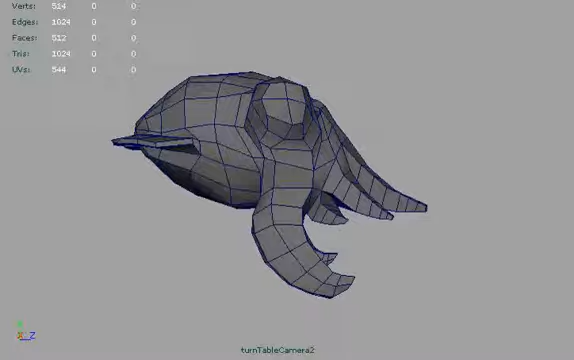 Verts: 514 0 0
Edges: 1024 0 0
Faces: 512 0 0
Tris: 1024 0 0
UVs: 544 0 0
Z
turnTableCamera2